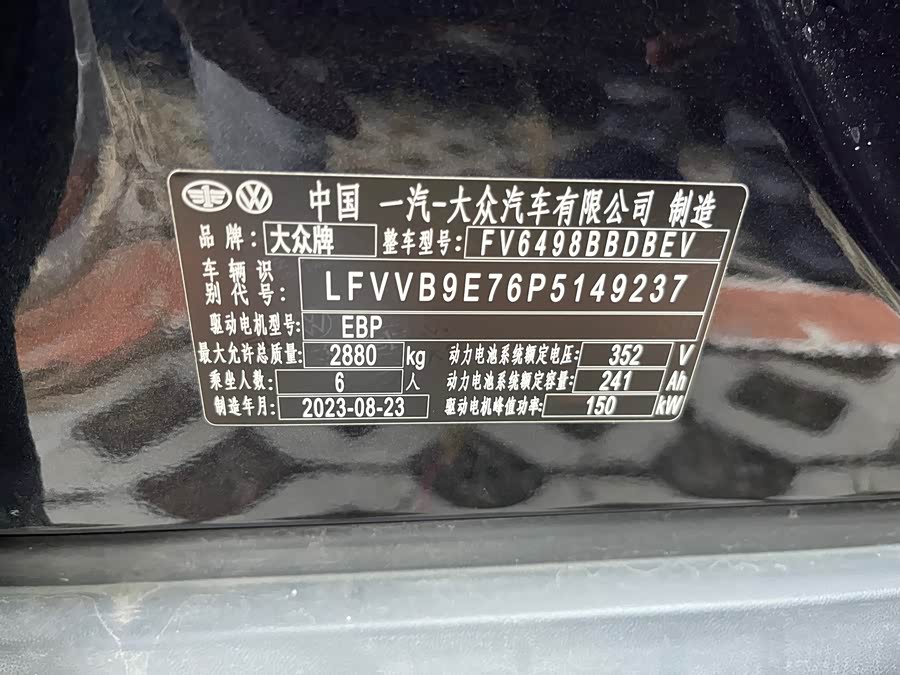 中国 一汽-大众汽车有限公司 制造
品牌: 大众牌 整车型号: FV6498BBDBEV
车辆识别代号: LFVVB9E76P5149237
驱动电机型号: EBP
最大允许总质量: 2880 kg 动力电池系统额定电压: 352 V
乘坐人数: 6 人 动力电池系统额定容量: 241 Ah
制造年月: 2023-08-23 驱动电机峰值功率: 150 kW